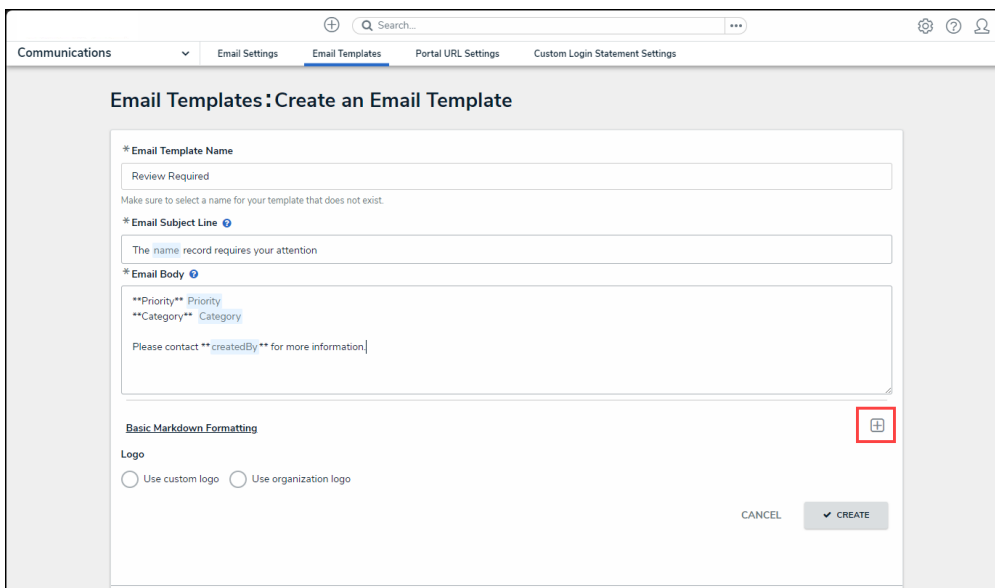 Search...
Communications
Email Settings
Email Templates
Portal URL Settings
Custom Login Statement Settings
Email Templates: Create an Email Template
* Email Template Name
Review Required
Make sure to select a name for your template that does not exist.
* Email Subject Line
The name record requires your attention
* Email Body
**Priority** Priority
**Category** Category
Please contact **createdBy** for more information.
Basic Markdown Formatting
Logo
Use custom logo Use organization logo
CANCEL CREATE